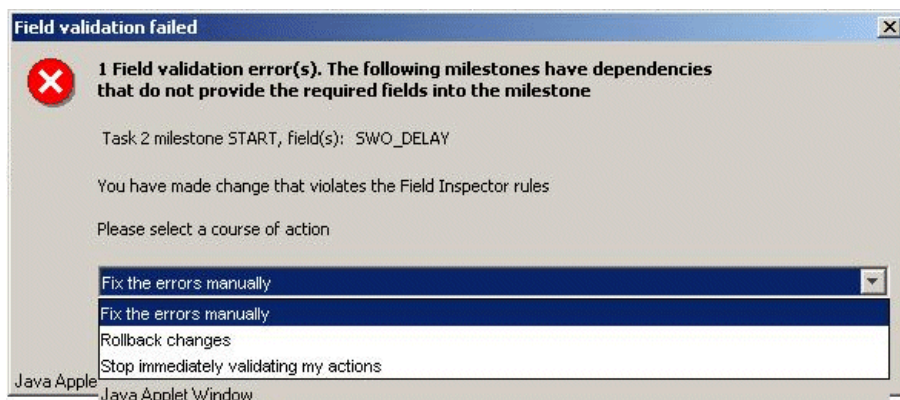 Field validation failed
1 Field validation error(s). The following milestones have dependencies
that do not provide the required fields into the milestone
Task 2 milestone START, field(s): SWO_DELAY
You have made change that violates the Field Inspector rules
Please select a course of action
Fix the errors manually
Fix the errors manually
Rollback changes
Stop immediately validating my actions
Java Apple
Java Applet Window